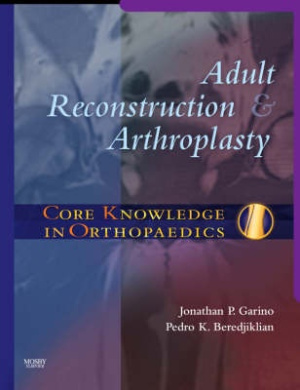 Adult
Reconstruction &
Arthroplasty
CORE KNOWLEDGE
IN ORTHOPAEDICS
Jonathan P. Garino
Pedro K. Beredjiklian
MOSBY
ELSEVIER